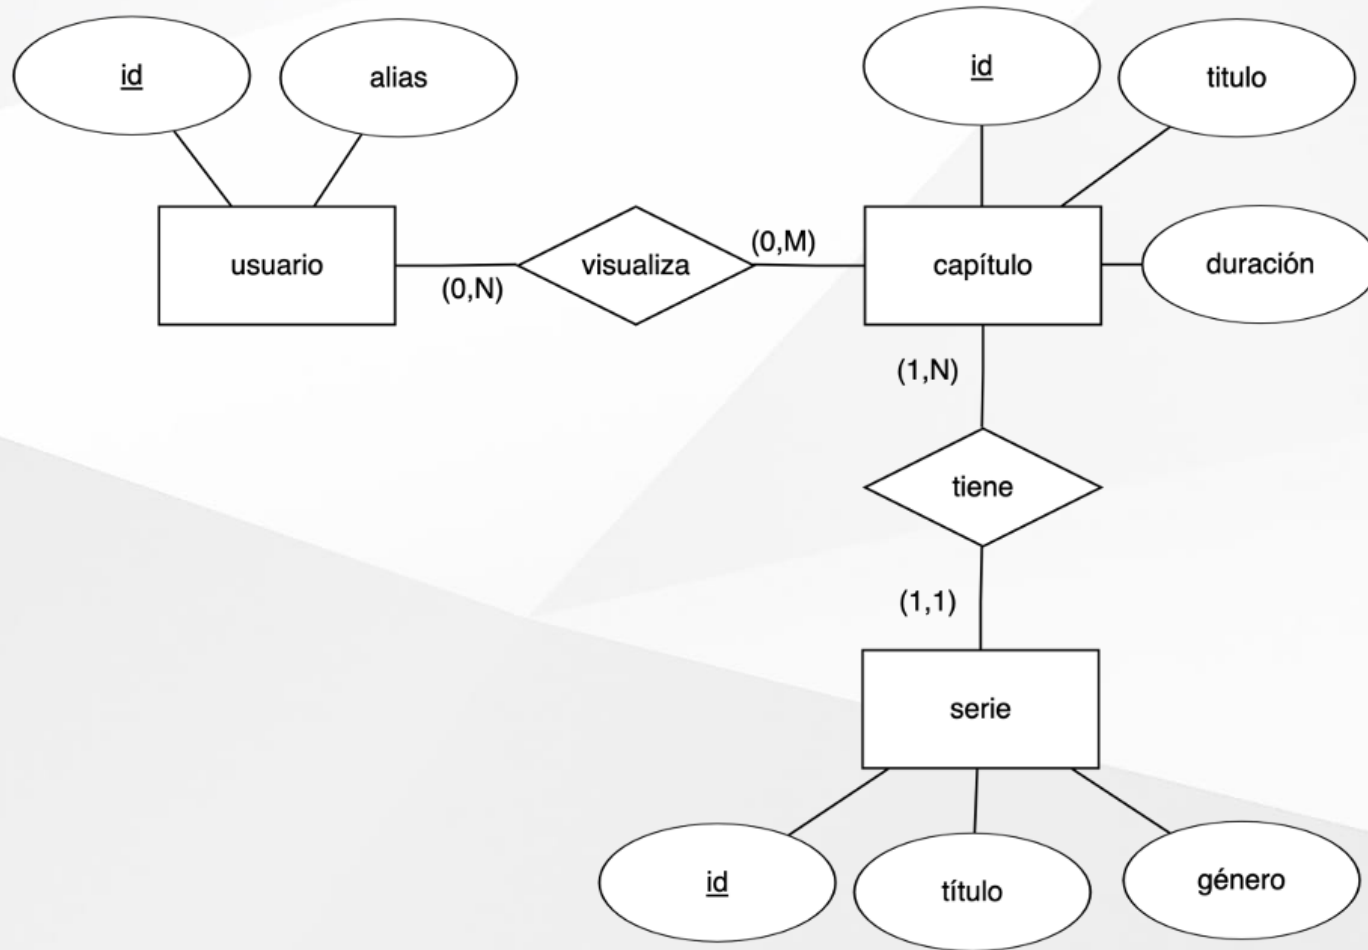 id
alias
id
titulo
usuario
(0,N)
visualiza
(0,M)
capítulo
duración
(1,N)
tiene
(1,1)
serie
id
título
género